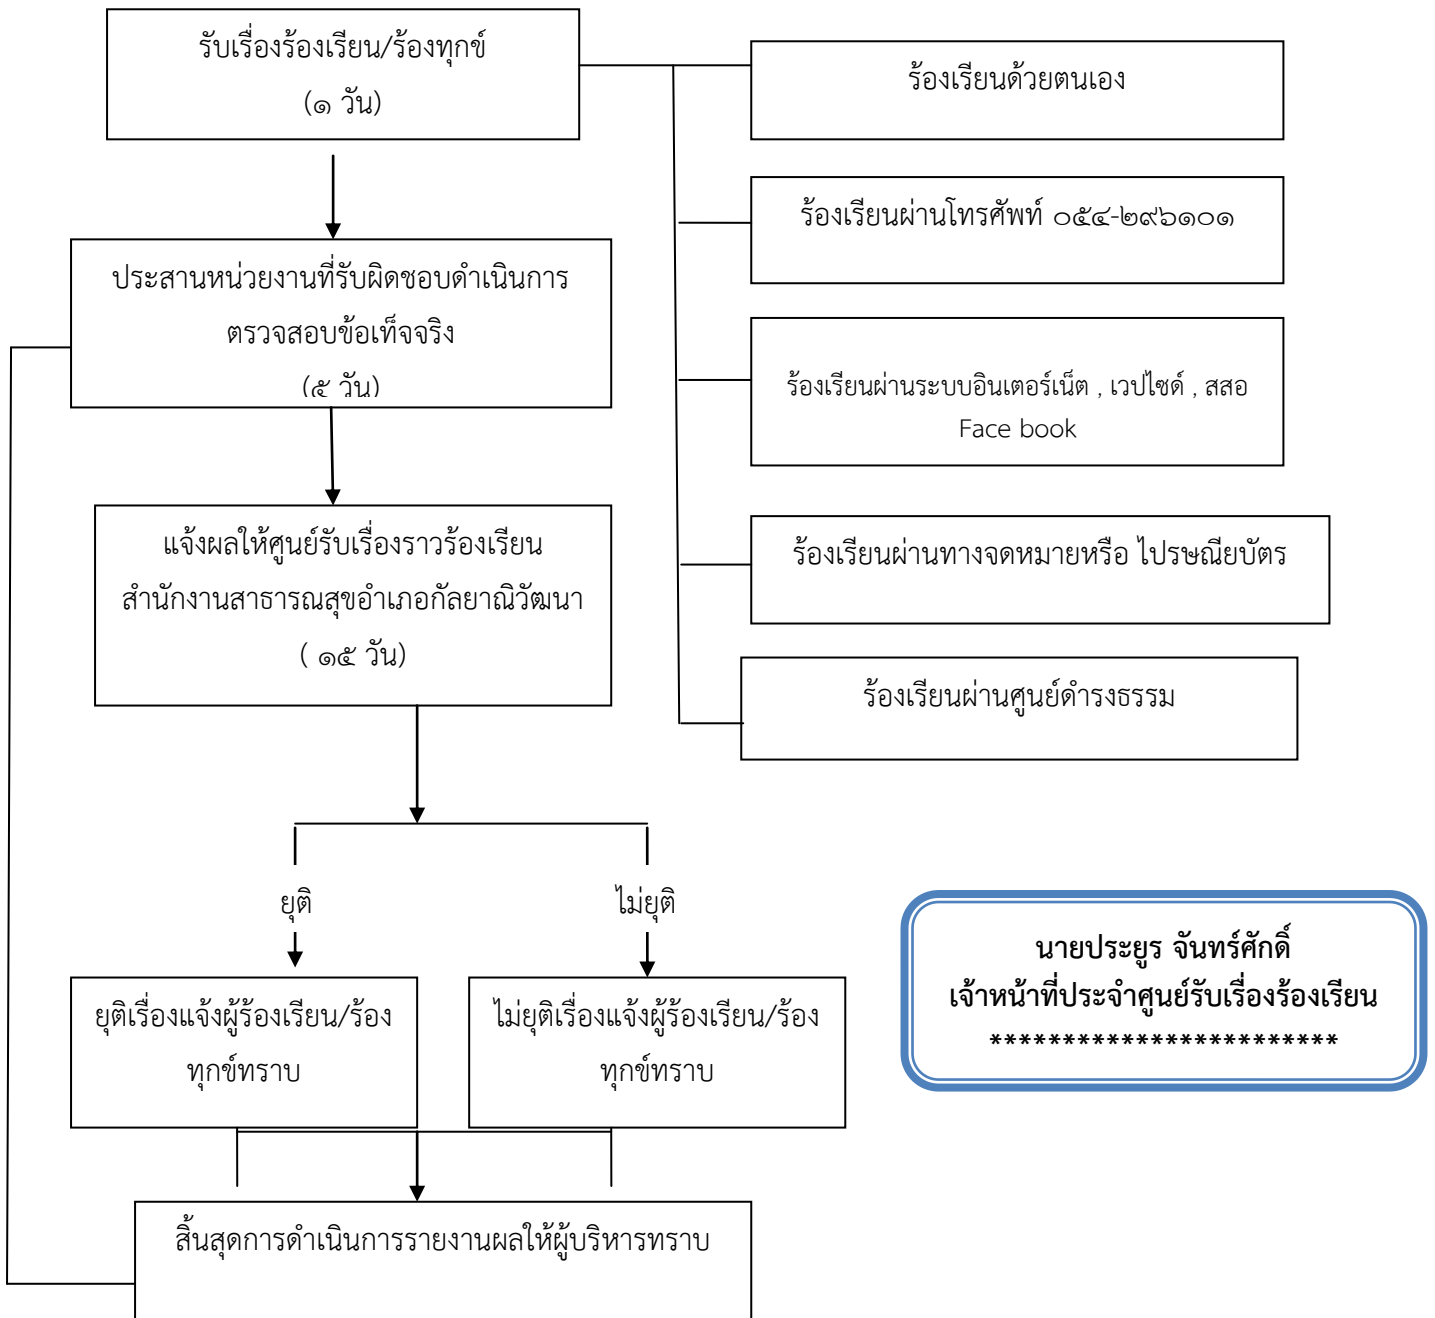 รับเรื่องร้องเรียน/ร้องทุกข์
(๑ วัน)
ร้องเรียนด้วยตนเอง
ร้องเรียนผ่านโทรศัพท์ ๐๕๔-๒๙๖๑๐๑
ประสานหน่วยงานที่รับผิดชอบดำเนินการ
ตรวจสอบข้อเท็จจริง
(๕ วัน)
ร้องเรียนผ่านระบบอินเตอร์เน็ต , เวปไซด์ , สสอ
Face book
แจ้งผลให้ศูนย์รับเรื่องราวร้องเรียน
สำนักงานสาธารณสุขอำเภอกัลยาณิวัฒนา
( ๑๕ วัน)
ร้องเรียนผ่านทางจดหมายหรือ ไปรษณียบัตร
ร้องเรียนผ่านศูนย์ดำรงธรรม
ยุติ
ไม่ยุติ
นายประยูร จันทร์ศักดิ์
เจ้าหน้าที่ประจำศูนย์รับเรื่องร้องเรียน
************************
ยุติเรื่องแจ้งผู้ร้องเรียน/ร้อง
ทุกข์ทราบ
ไม่ยุติเรื่องแจ้งผู้ร้องเรียน/ร้อง
ทุกข์ทราบ
สิ้นสุดการดำเนินการรายงานผลให้ผู้บริหารทราบ